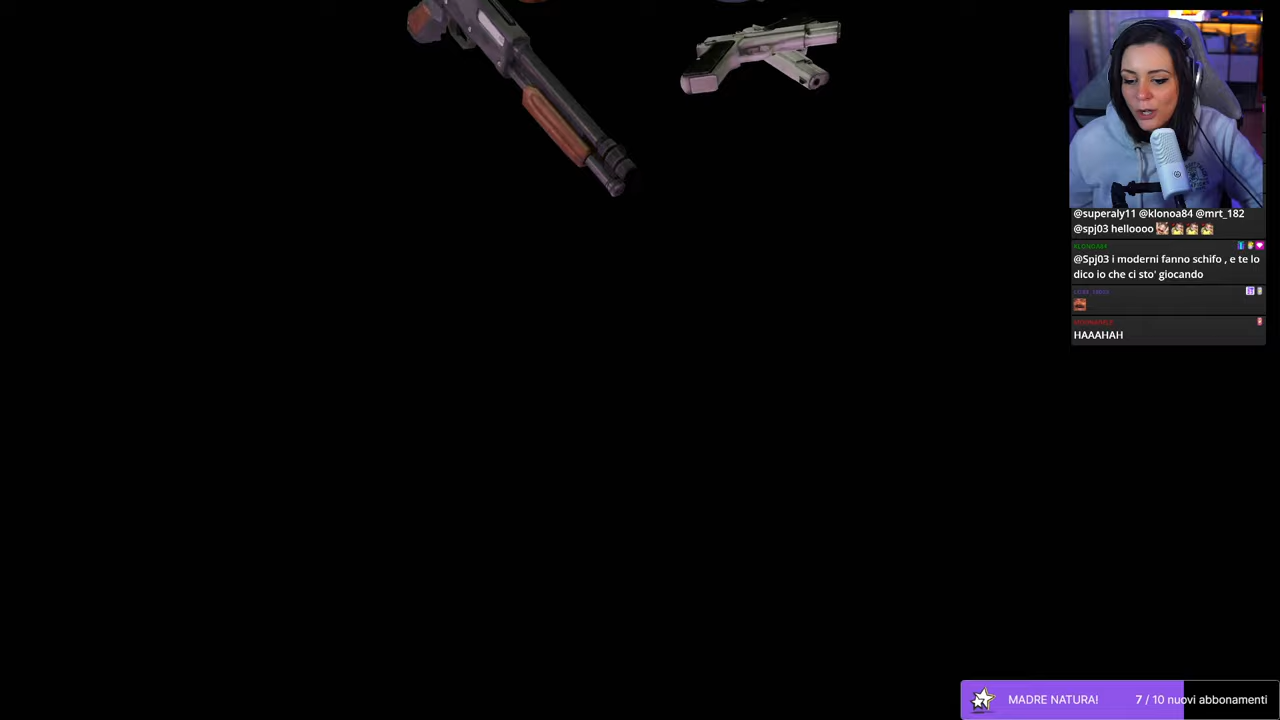 @superaly11 @klonoa84 @mrt_182
@spj03 helloooo
KLONOA84
@Spj03 i moderni fanno schifo , e te lo
dico io che ci sto' giocando
HAAAHAH
MADRE NATURA! 7 / 10 nuovi abbonamenti